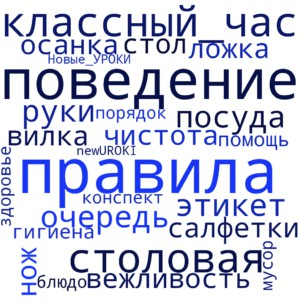 классный_час
осанка стол ложка
Новые_УРОКИ
поведение
руки порядок посуда
вилка чистота помощь
newUROKI
правила
здоровье
конспект этикет
очередь
гигиена салфетки
нож столовая мусор
блюдо вежливость